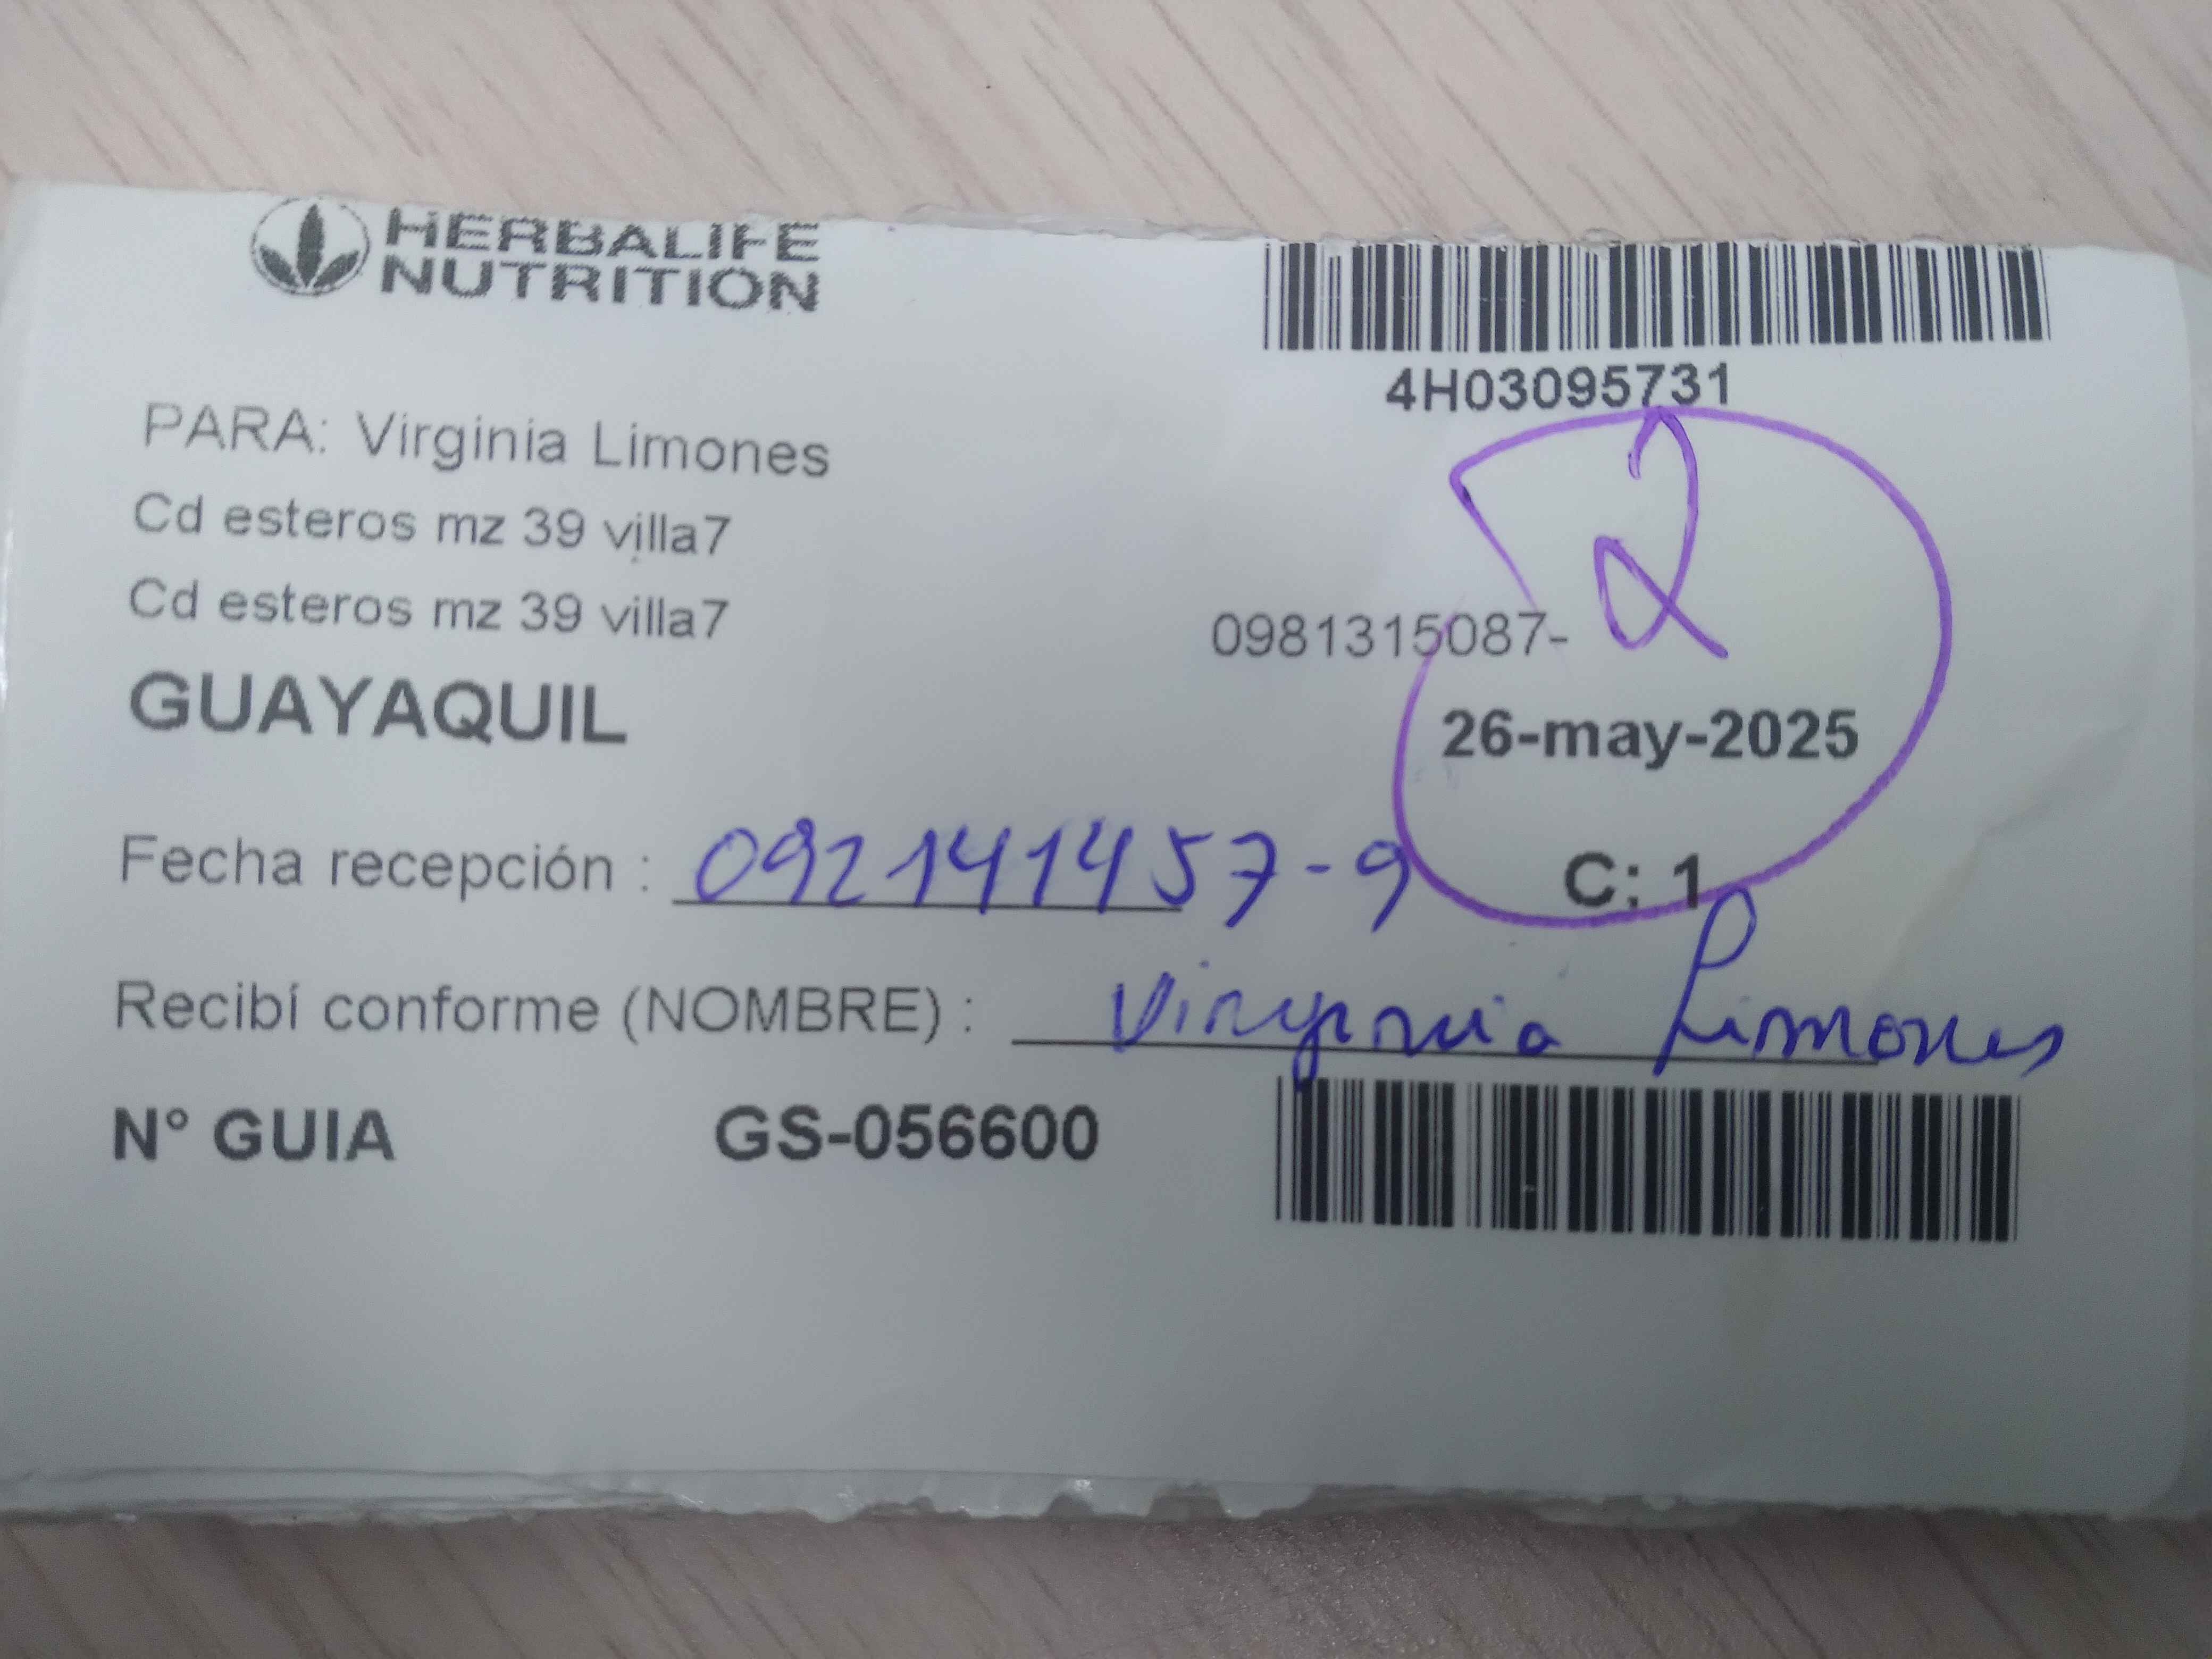 HERBALIFE
NUTRITION
4H03095731
PARA: Virginia Limones
2
Cd esteros mz 39 villa7
Cd esteros mz 39 villa7
0981315087-
GUAYAQUIL
26-may-2025
Fecha recepción : 092141457-9
C: 1
Recibí conforme (NOMBRE) : Virginia Limones
N° GUIA GS-056600